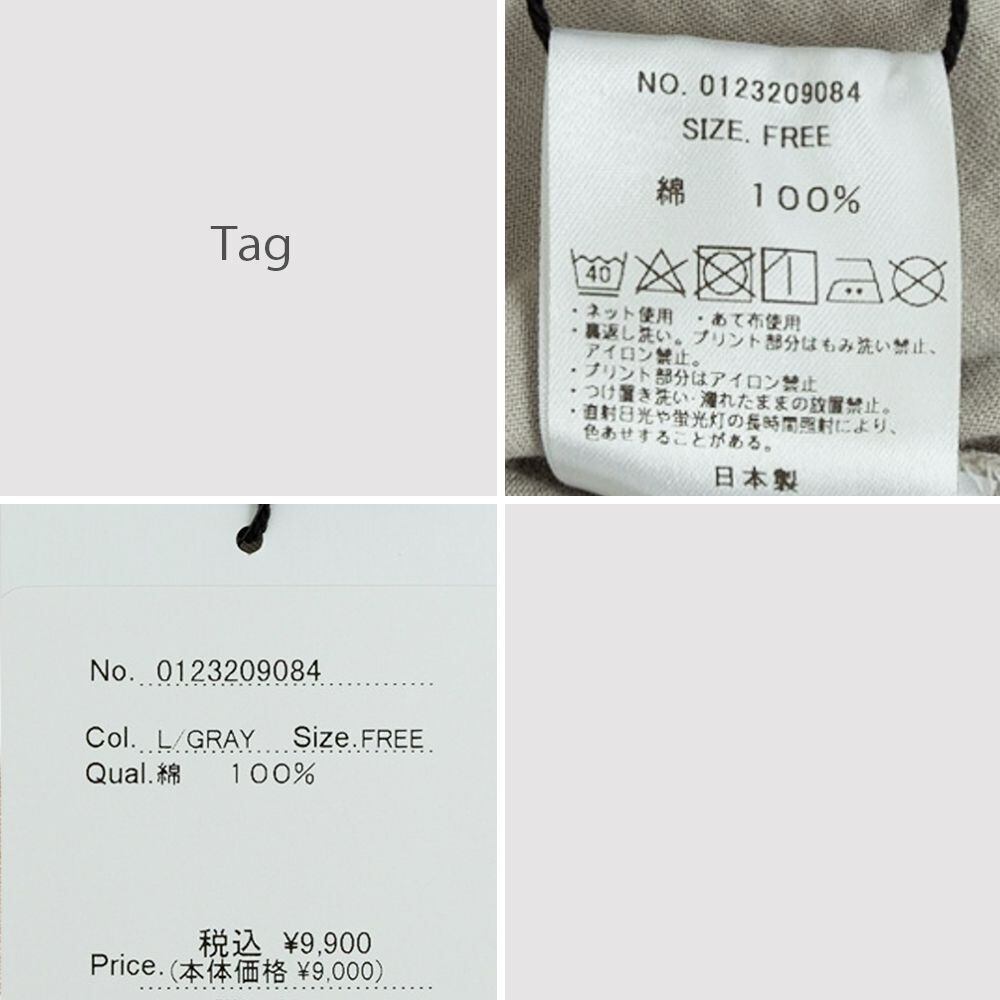 Tag
NO. 0123209084
SIZE. FREE
綿 100%
40
・ネット使用 ・あて布使用
・裏返し洗い。プリント部分はもみ洗い禁止、
アイロン禁止。
・プリント部分はアイロン禁止
・つけ置き洗い・濡れたままの放置禁止。
・直射日光や蛍光灯の長時間照射により、
色あせすることがある。
日本製
No. 0123209084
Col. L/GRAY Size. FREE
Qual. 綿 100%
税込 ¥9,900
Price. (本体価格 ¥9,000)